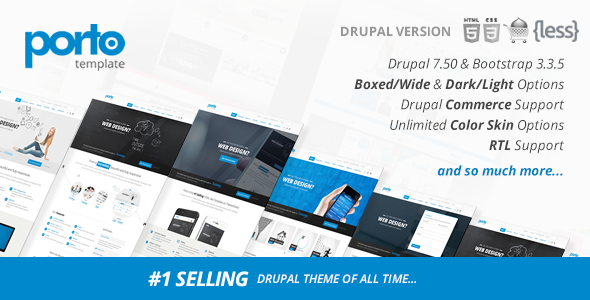 porto
template
DRUPAL VERSION HTML 5 CSS 3 {less}
Drupal 7.50 & Bootstrap 3.3.5
Boxed/Wide & Dark/Light Options
Drupal Commerce Support
Unlimited Color Skin Options
RTL Support
and so much more...
WEB DESIGN?
WEB DESIGN?
WEB DESIGN?
WEB DESIGN?
#1 SELLING DRUPAL THEME OF ALL TIME...